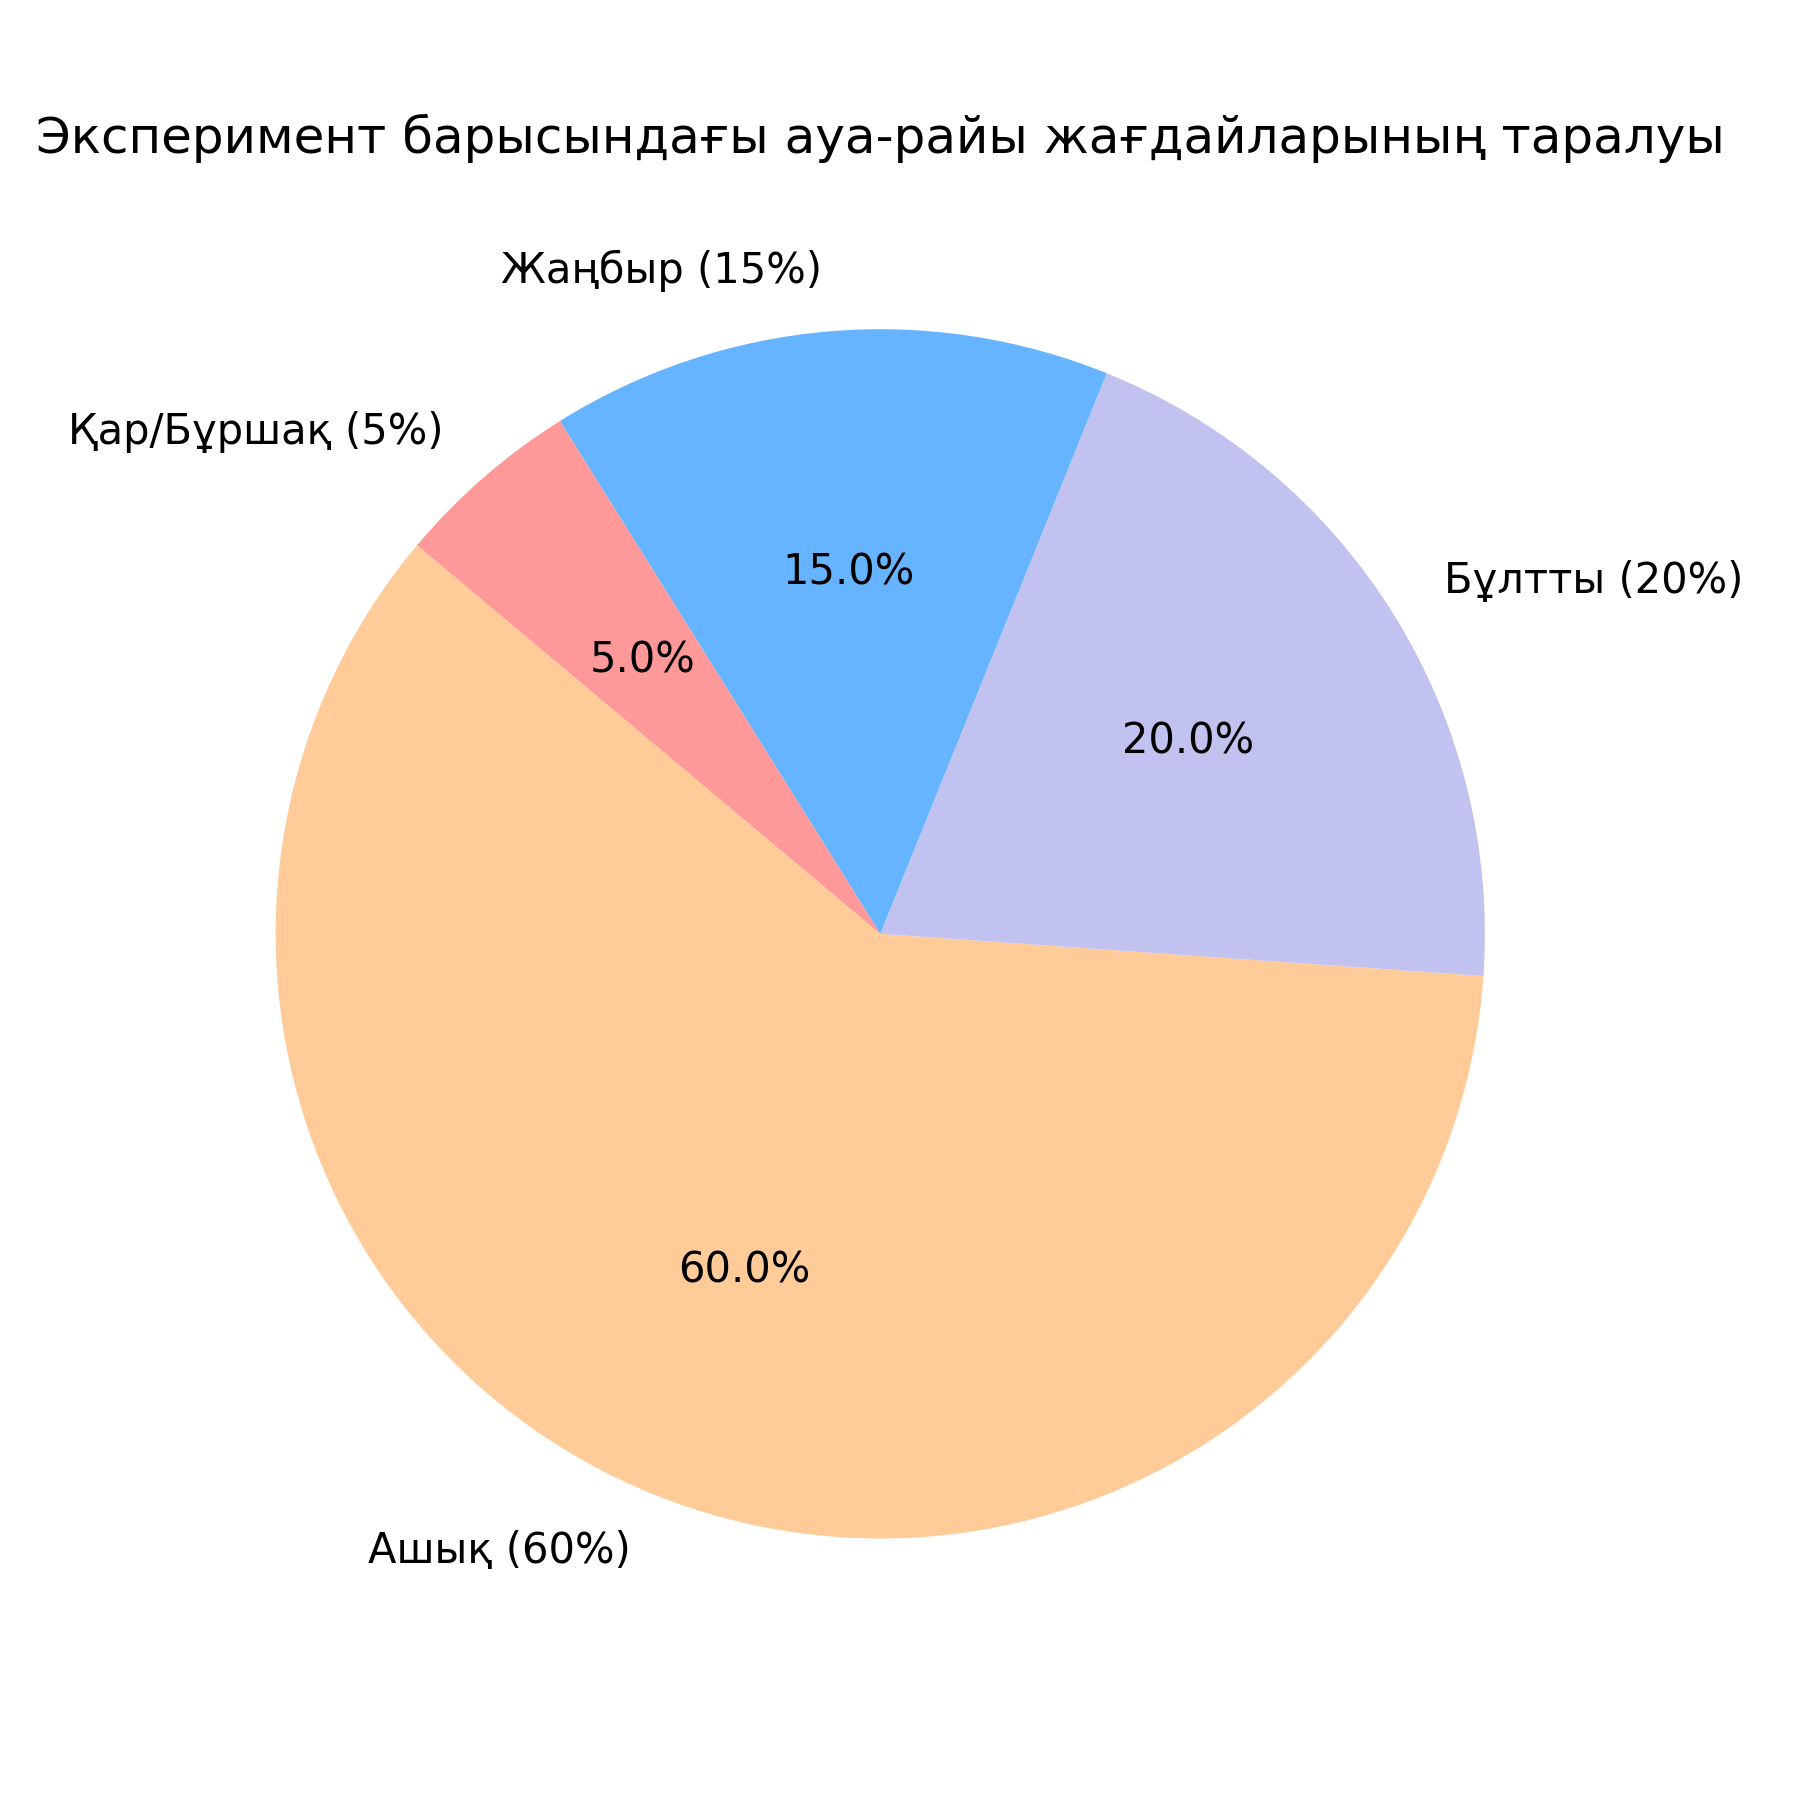 Эксперимент барысындағы ауа-райы жағдайларының таралуы
Жаңбыр (15%)
Қар/Бұршақ (5%)
Бұлтты (20%)
15.0%
5.0%
20.0%
60.0%
Ашық (60%)